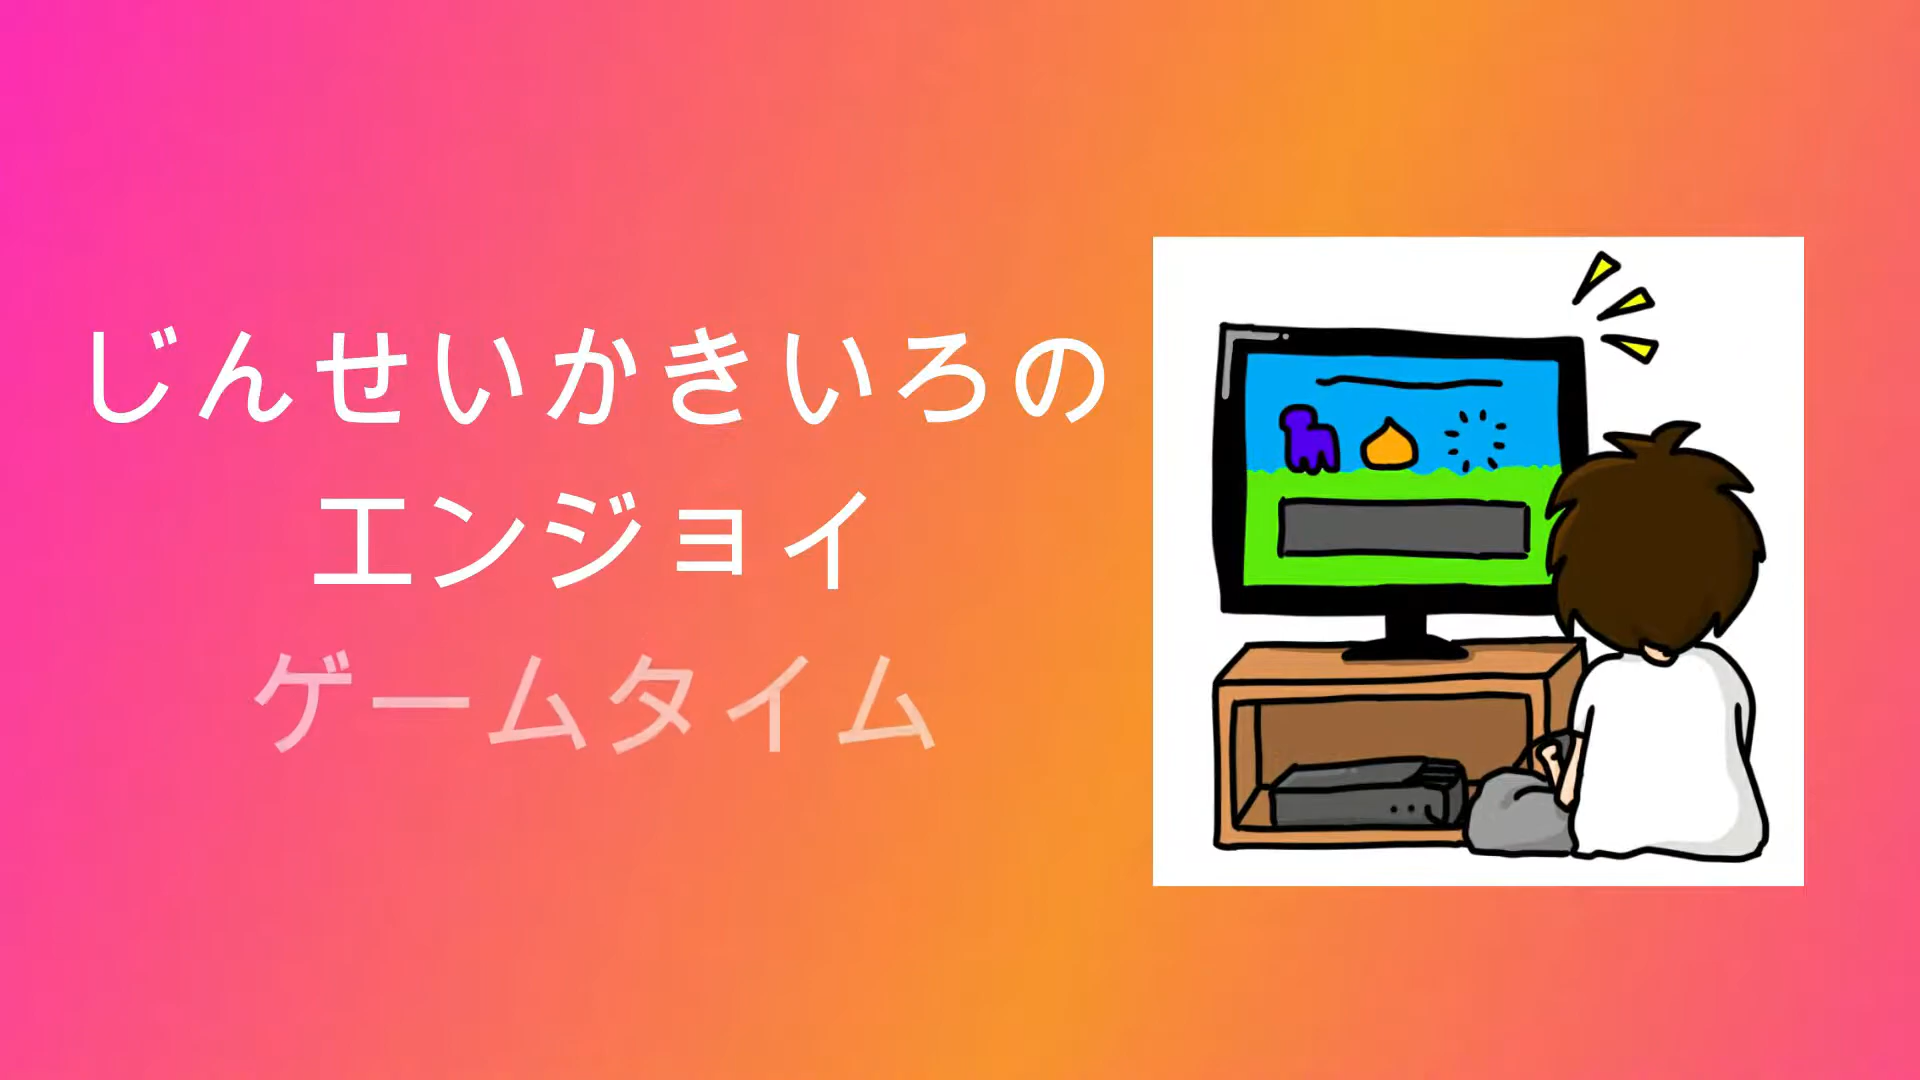 じんせいかきいろの
エンジョイ
ゲームタイム